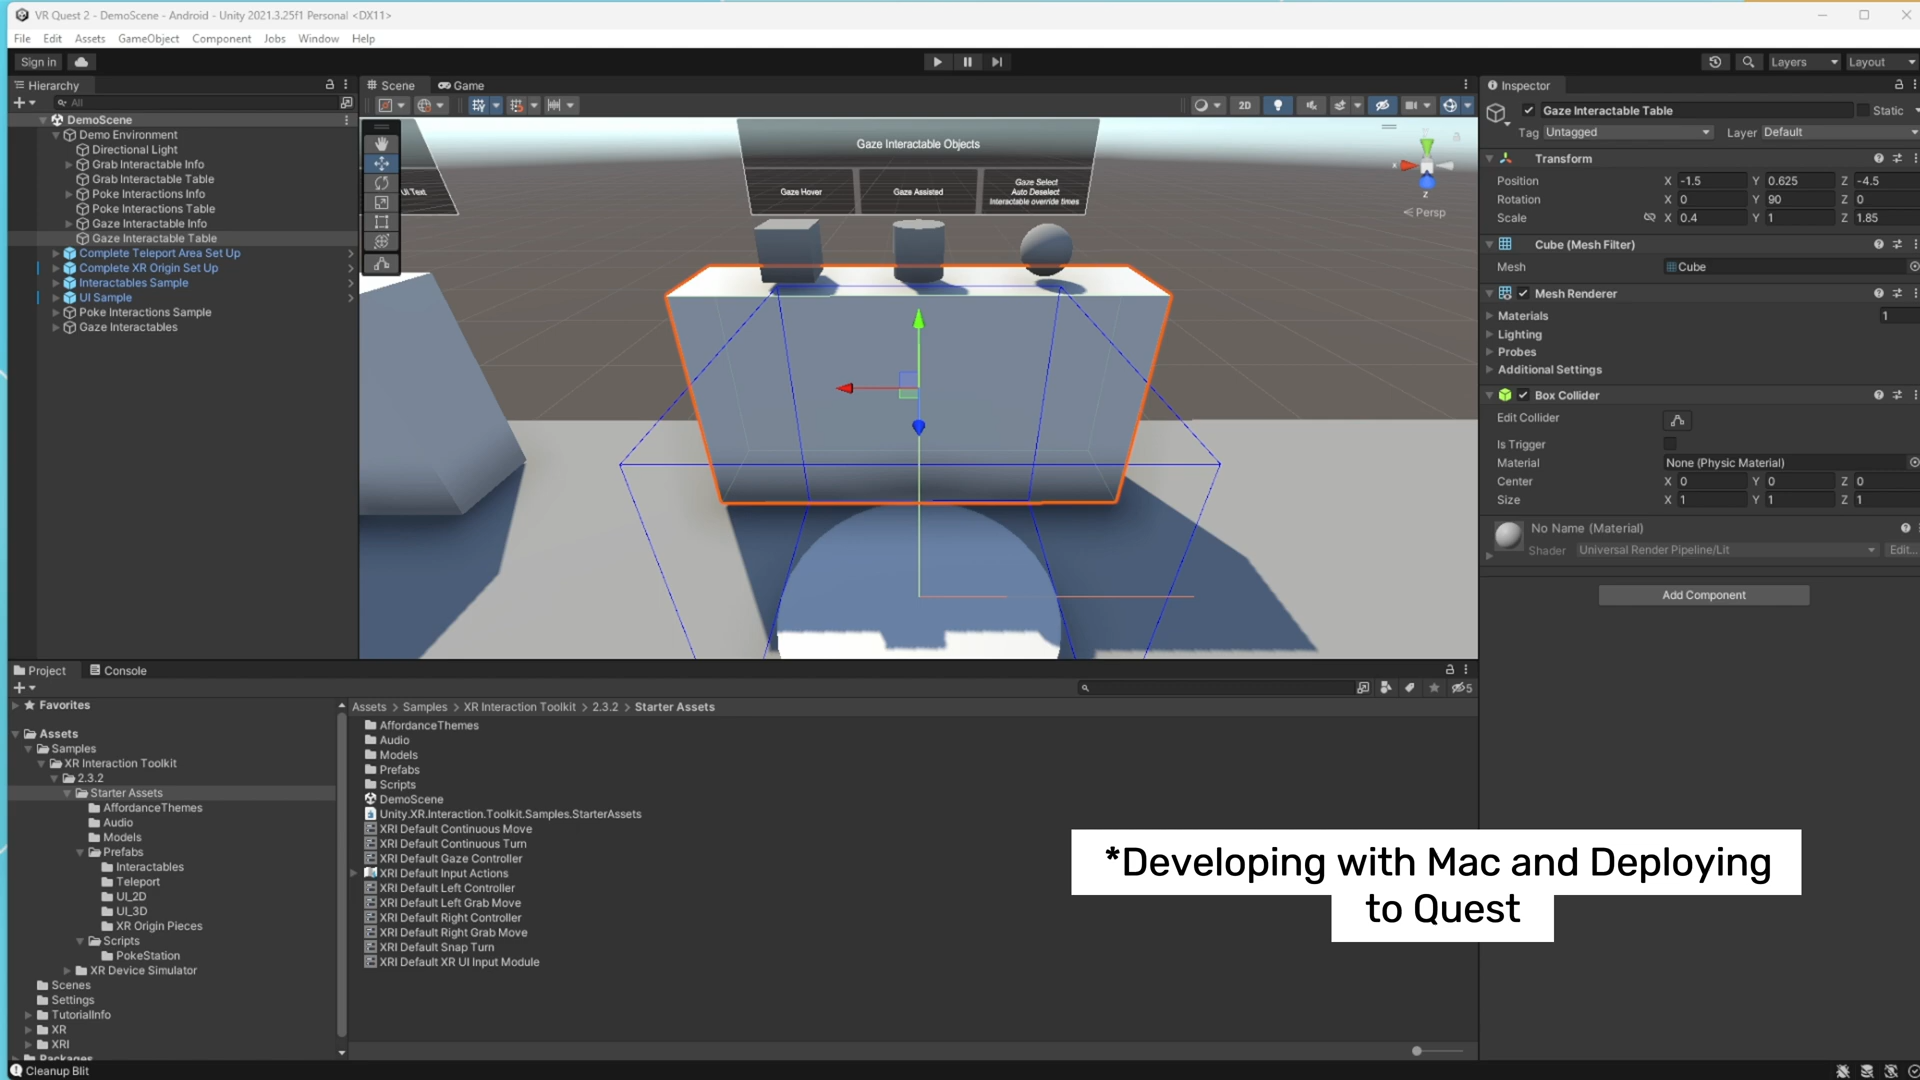 VR Quest 2 - DemoScene - Android - Unity 2021.3.25f1 Personal <DX11>
File Edit Assets GameObject Component Jobs Window Help
Sign in
Layers Layout
Hierarchy
All
DemoScene
Demo Environment
Directional Light
Grab Interactable Info
Grab Interactable Table
Poke Interactions Info
Poke Interactions Table
Gaze Interactable Info
Gaze Interactable Table
Complete Teleport Area Set Up
Complete XR Origin Set Up
Interactables Sample
UI Sample
Poke Interactions Sample
Gaze Interactables
Scene Game
2D
UI Text
Gaze Interactable Objects
Gaze Hover
Gaze Assisted
Gaze Select
Auto Deselect
Interactable override times
x
z
Persp
Inspector
Gaze Interactable Table Static
Tag Untagged Layer Default
Transform
Position X -1.5 Y 0.625 Z -4.5
Rotation X 0 Y 90 Z 0
Scale X 0.4 Y 1 Z 1.85
Cube (Mesh Filter)
Mesh Cube
Mesh Renderer
Materials 1
Lighting
Probes
Additional Settings
Box Collider
Edit Collider
Is Trigger
Material None (Physic Material)
Center X 0 Y 0 Z 0
Size X 1 Y 1 Z 1
No Name (Material)
Shader Universal Render Pipeline/Lit Edit...
Add Component
Project Console
5
Favorites
Assets
Samples
XR Interaction Toolkit
2.3.2
Starter Assets
AffordanceThemes
Audio
Models
Prefabs
Interactables
Teleport
UI_2D
UI_3D
XR Origin Pieces
Scripts
PokeStation
XR Device Simulator
Scenes
Settings
TutorialInfo
XR
XRI
Packages
Assets > Samples > XR Interaction Toolkit > 2.3.2 > Starter Assets
AffordanceThemes
Audio
Models
Prefabs
Scripts
DemoScene
Unity.XR.Interaction.Toolkit.Samples.StarterAssets
XRI Default Continuous Move
XRI Default Continuous Turn
XRI Default Gaze Controller
XRI Default Input Actions
XRI Default Left Controller
XRI Default Left Grab Move
XRI Default Right Controller
XRI Default Right Grab Move
XRI Default Snap Turn
XRI Default XR UI Input Module
*Developing with Mac and Deploying
to Quest
Cleanup Blit